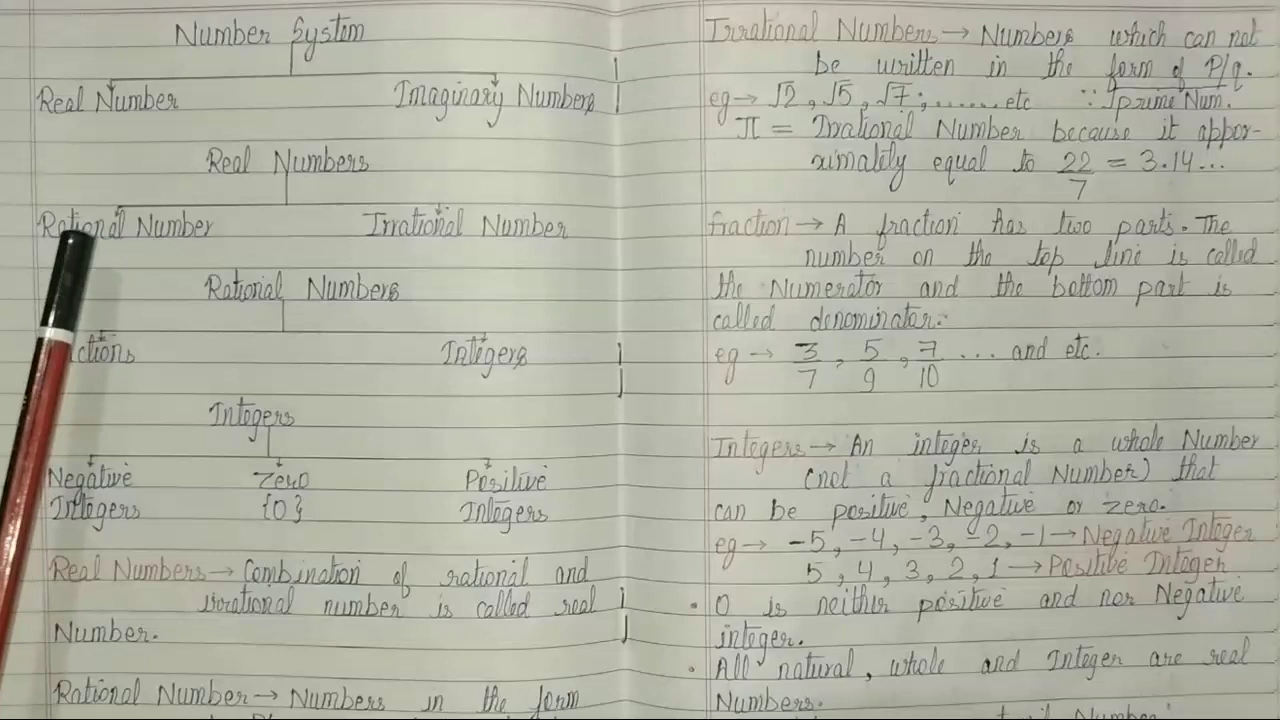 Number System
Real Number Imaginary Numbers
Real Numbers
Rational Number Irrational Number
Rational Numbers
ctions Integers
Integers
Negative Zero Positive
Integers {0} Integers
Real Numbers → Combination of rational and
irrational number is called real
Number.
Rational Number → Numbers in the form
Irrational Numbers → Numbers which can not
be written in the form of P/q.
eg → √2, √5, √7, ...... etc ∵ √prime Num.
π = Irrational Number because it appor-
ximately equal to 22/7 = 3.14...
fraction → A fraction has two parts. The
number on the top line is called
the Numerator and the bottom part is
called denominator.
eg → 3/7, 5/9, 7/10 ... and etc.
Integers → An integer is a whole Number
(not a fractional Number) that
can be positive, Negative or zero.
eg → -5, -4, -3, -2, -1 → Negative Integer
5, 4, 3, 2, 1 → Positive Integer
• 0 is neither positive and nor Negative
integer.
• All natural, whole and Integer are real
Numbers.